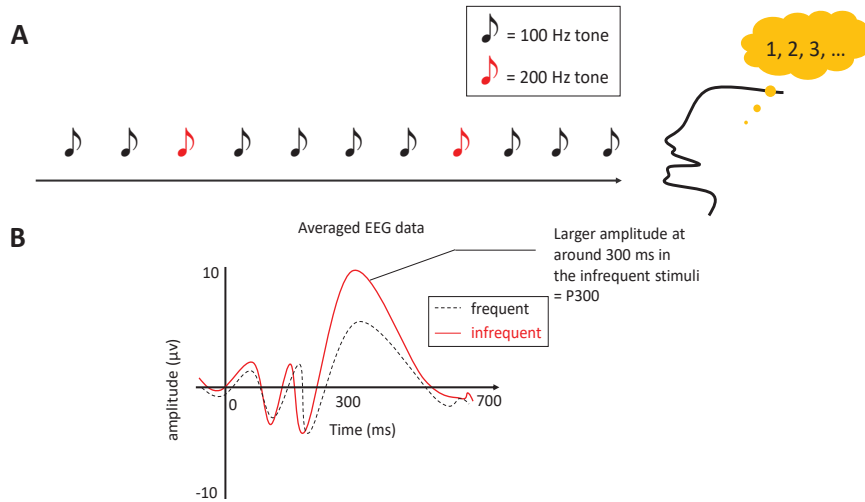 A
= 100 Hz tone
= 200 Hz tone
1, 2, 3, ...
B
Averaged EEG data
Larger amplitude at
around 300 ms in
the infrequent stimuli
= P300
10
frequent
infrequent
amplitude (μv)
0
300
700
Time (ms)
-10